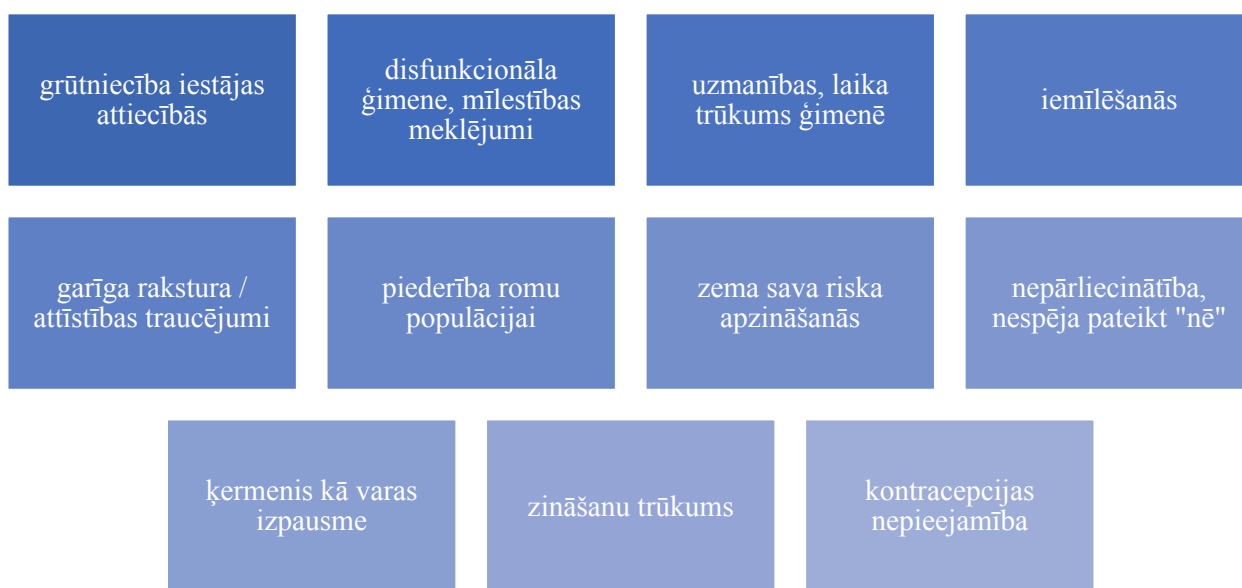 grūtniecība iestājas
attiecībās
disfunkcionāla
ģimene, mīlestības
meklējumi
uzmanības, laika
trūkums ģimenē
iemīlēšanās
garīga rakstura /
attīstības traucējumi
piederība romu
populācijai
zema sava riska
apzināšanās
nepārliecinātība,
nespēja pateikt "nē"
ķermenis kā varas
izpausme
zināšanu trūkums
kontracepcijas
nepieejamība